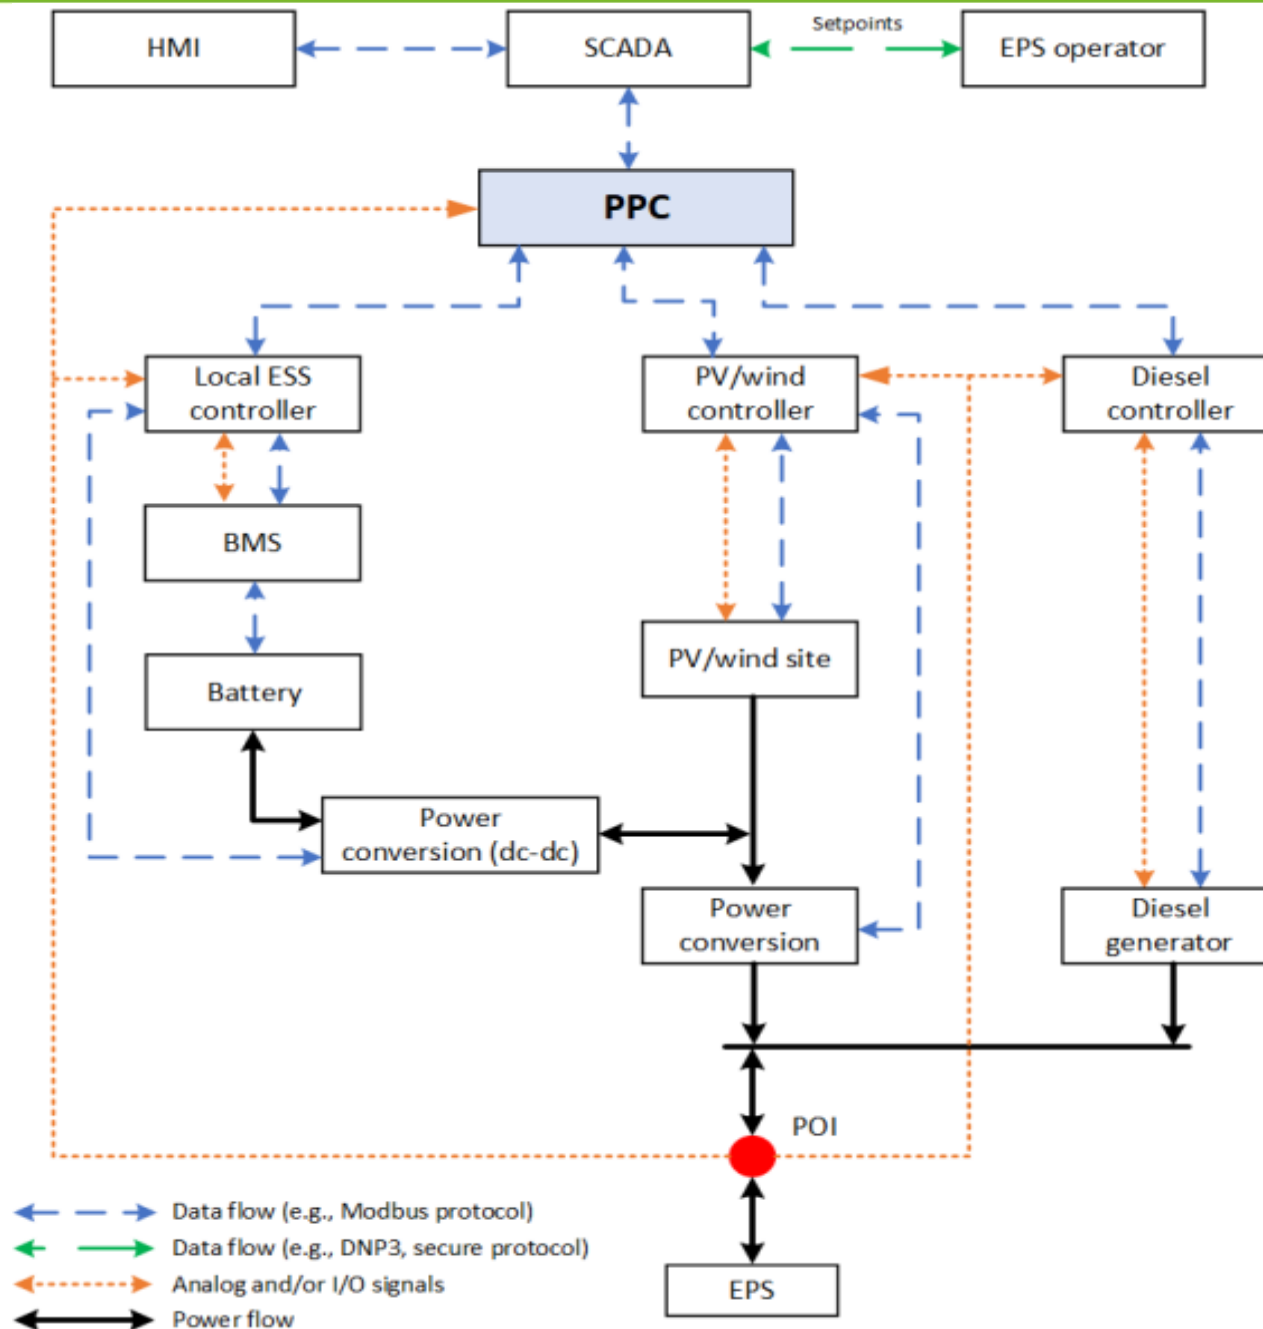 HMI
SCADA
Setpoints
EPS operator
PPC
Local ESS
controller
PV/wind
controller
Diesel
controller
BMS
PV/wind site
Battery
Power
conversion (dc-dc)
Power
conversion
Diesel
generator
POI
Data flow (e.g., Modbus protocol)
Data flow (e.g., DNP3, secure protocol)
Analog and/or I/O signals
Power flow
EPS